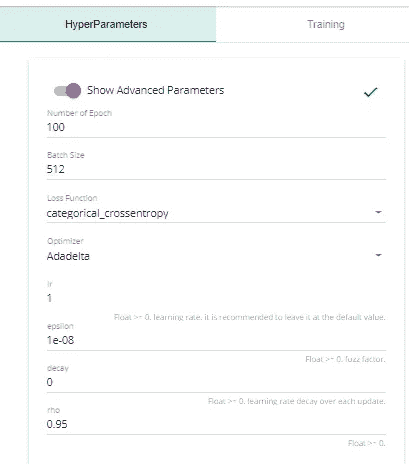 HyperParameters Training
Show Advanced Parameters
Number of Epoch
100
Batch Size
512
Loss Function
categorical_crossentropy
Optimizer
Adadelta
lr
1
Float >= 0. learning rate. it is recommended to leave it at the default value.
epsilon
1e-08
Float >= 0. fuzz factor.
decay
0
Float >= 0. learning rate decay over each update.
rho
0.95
Float >= 0.